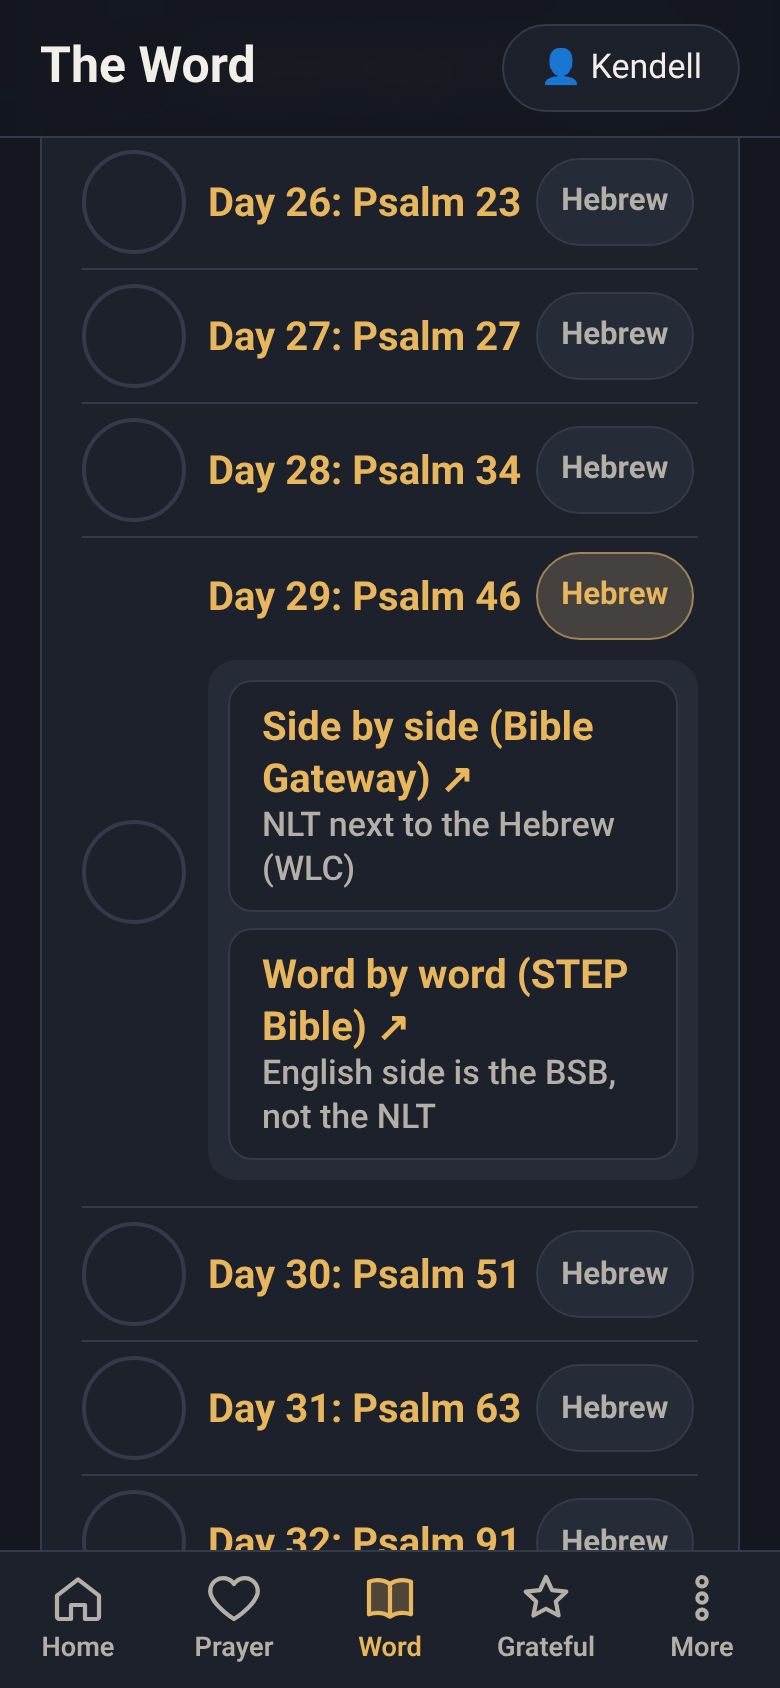 The Word
👤 Kendell
Day 26: Psalm 23 Hebrew
Day 27: Psalm 27 Hebrew
Day 28: Psalm 34 Hebrew
Day 29: Psalm 46 Hebrew
Side by side (Bible
Gateway) ↗
NLT next to the Hebrew
(WLC)
Word by word (STEP
Bible) ↗
English side is the BSB,
not the NLT
Day 30: Psalm 51 Hebrew
Day 31: Psalm 63 Hebrew
Day 32: Psalm 91 Hebrew
Home Prayer Word Grateful More